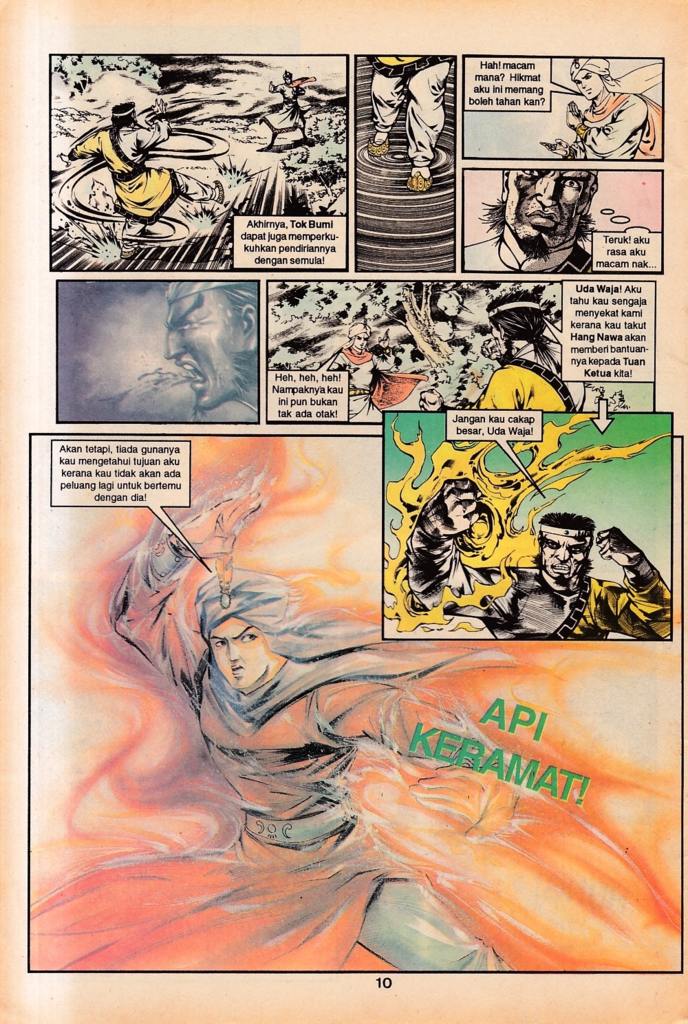 Akhirnya, Tok Bumi
dapat juga memperku-
kuhkan pendiriannya
dengan semula!
Hah! macam
mana? Hikmat
aku ini memang
boleh tahan kan?
Teruk! aku
rasa aku
macam nak...
Heh, heh, heh!
Nampaknya kau
ini pun bukan
tak ada otak!
Uda Waja! Aku
tahu kau sengaja
menyekat kami
kerana kau takut
Hang Nawa akan
memberi bantuan-
nya kepada Tuan
Ketua kita!
Jangan kau cakap
besar, Uda Waja!
Akan tetapi, tiada gunanya
kau mengetahui tujuan aku
kerana kau tidak akan ada
peluang lagi untuk bertemu
dengan dia!
API
KERAMAT!
10